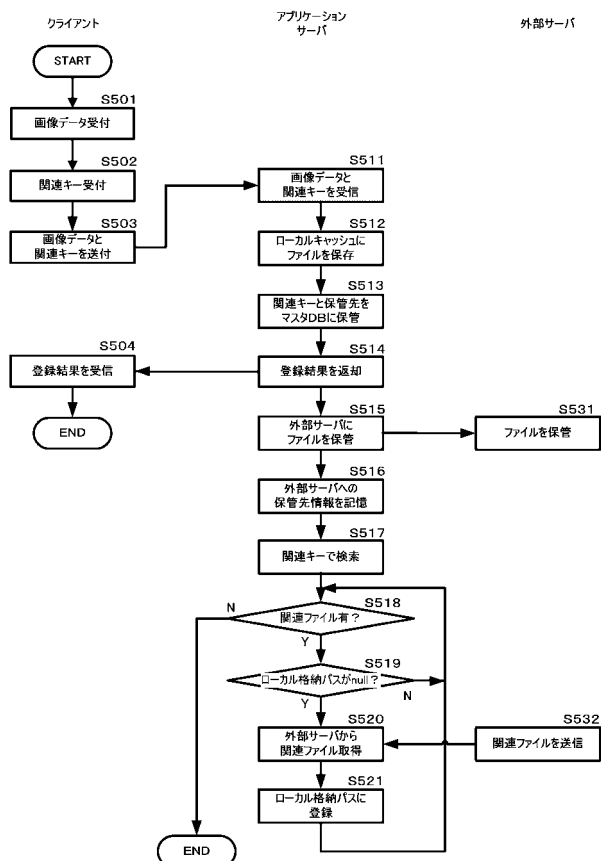 クライアント
アプリケーション
サーバ
外部サーバ
START
S501
画像データ受付
S502
関連キー受付
S503
画像データと
関連キーを送付
S511
画像データと
関連キーを受信
S512
ローカルキャッシュに
ファイルを保存
S513
関連キーと保管先を
マスタDBに保管
S504
登録結果を受信
S514
登録結果を返却
END
S515
外部サーバに
ファイルを保管
S531
ファイルを保管
S516
外部サーバへの
保管先情報を記憶
S517
関連キーで検索
S518
N
関連ファイル有?
Y
S519
ローカル格納パスがnull?
Y
N
S520
外部サーバから
関連ファイル取得
S532
関連ファイルを送信
S521
ローカル格納パスに
登録
END